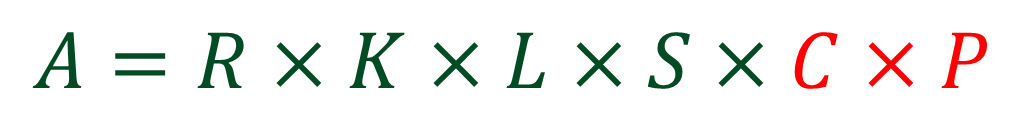 A = R × K × L × S × C × P